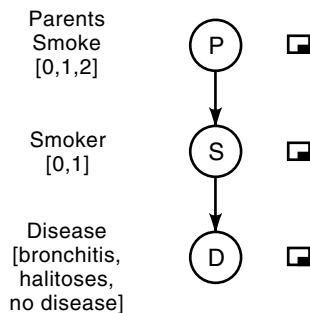 Parents
Smoke
[0,1,2]
P
Smoker
[0,1]
S
Disease
[bronchitis,
halitoses,
no disease]
D